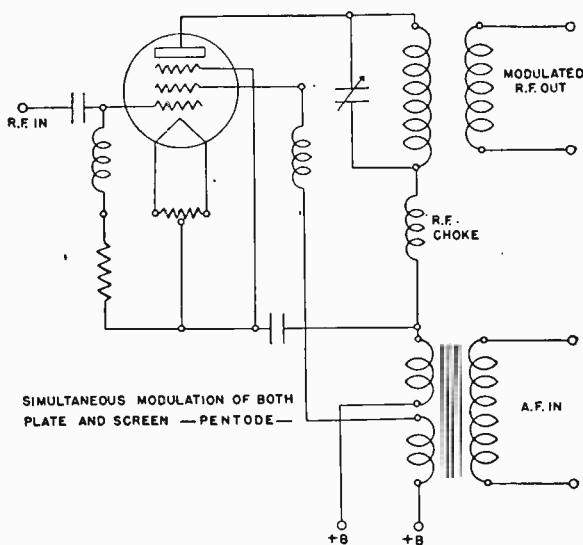 MODULATED
R.F. OUT
R.F. IN
R.F.
CHOKE
SIMULTANEOUS MODULATION OF BOTH
PLATE AND SCREEN — PENTODE —
A.F. IN
+B
+B